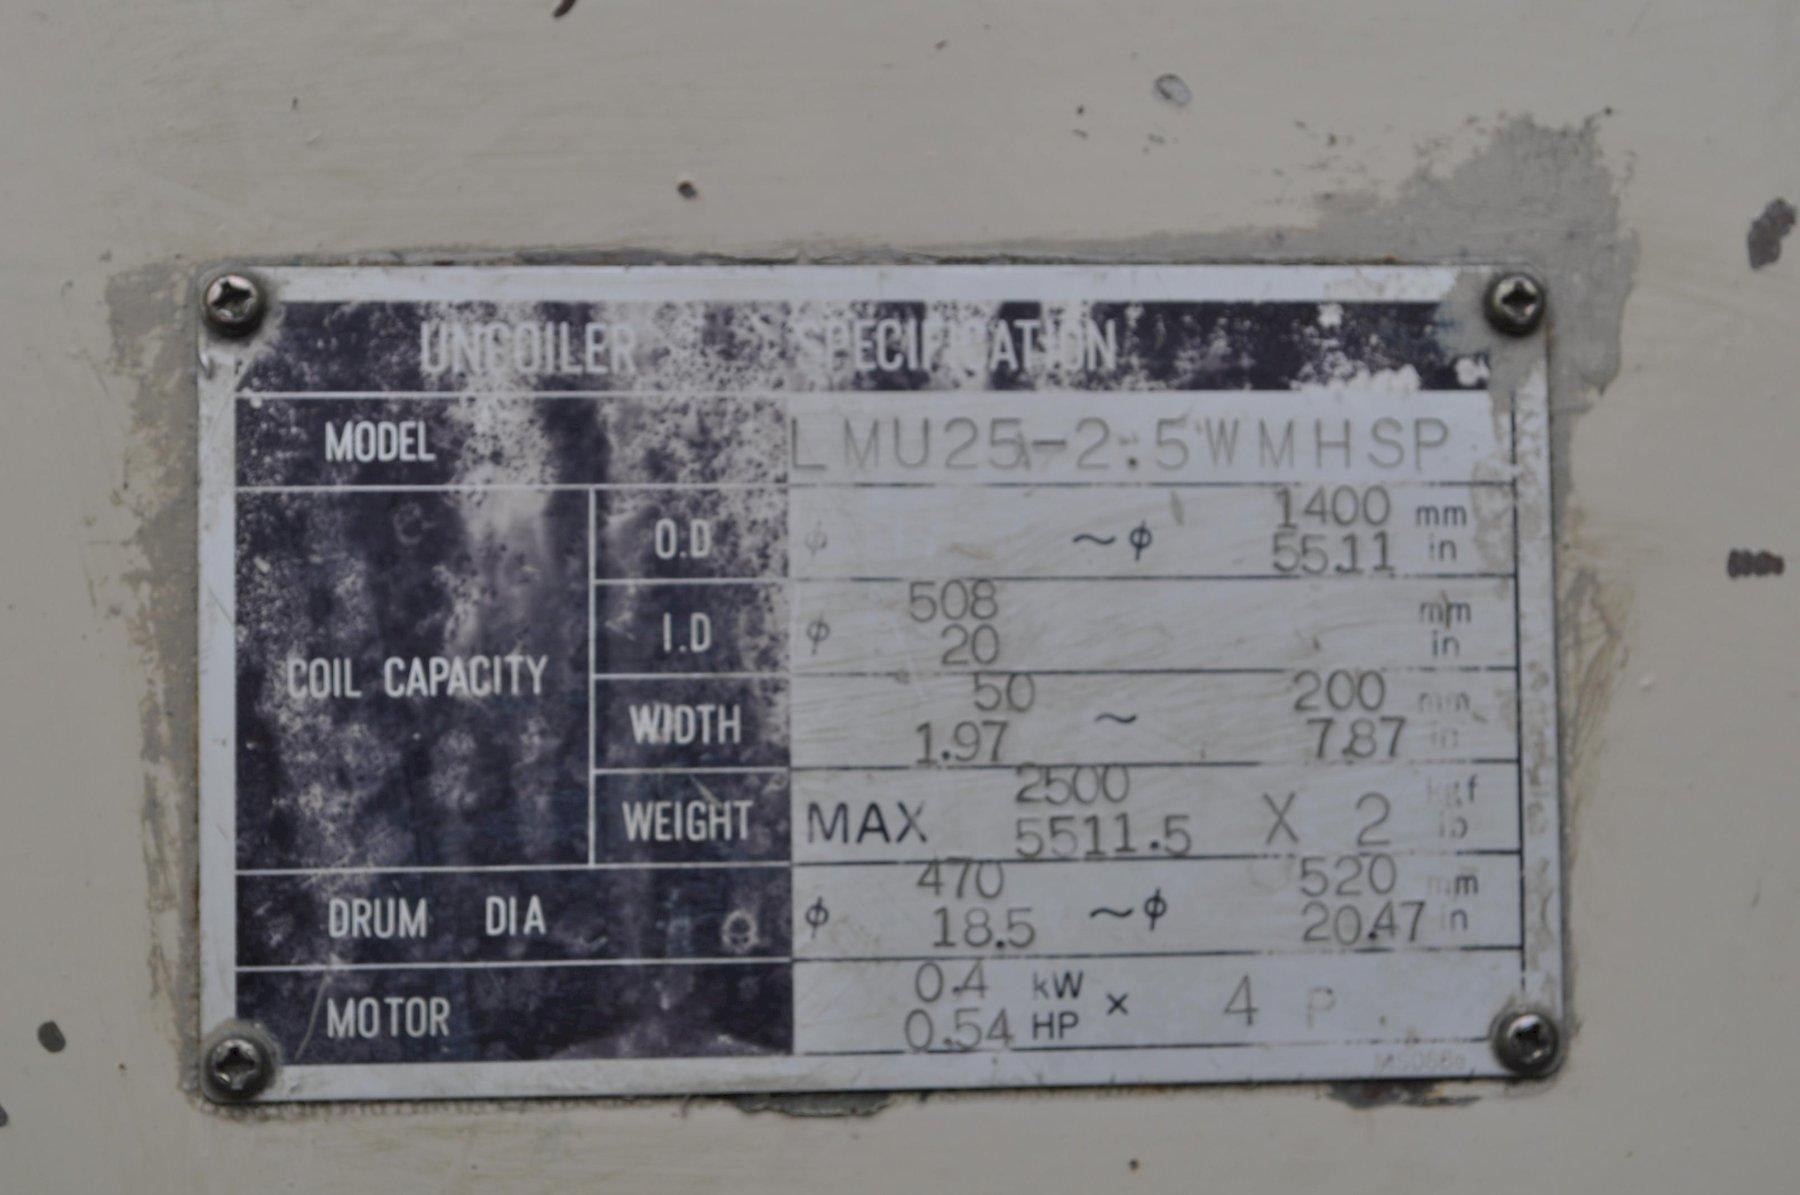 UNCOILER SPECIFICATION
MODEL LMU25-2.5WMHSP
COIL CAPACITY
O.D φ ~φ 1400 mm
55.11 in
I.D φ 508 mm
20 in
WIDTH 50 ~ 200 mm
1.97 7.87 in
WEIGHT MAX 2500 X 2 kgf
5511.5 lb
DRUM DIA φ 470 ~φ 520 mm
18.5 20.47 in
MOTOR 0.4 kW × 4 P
0.54 HP